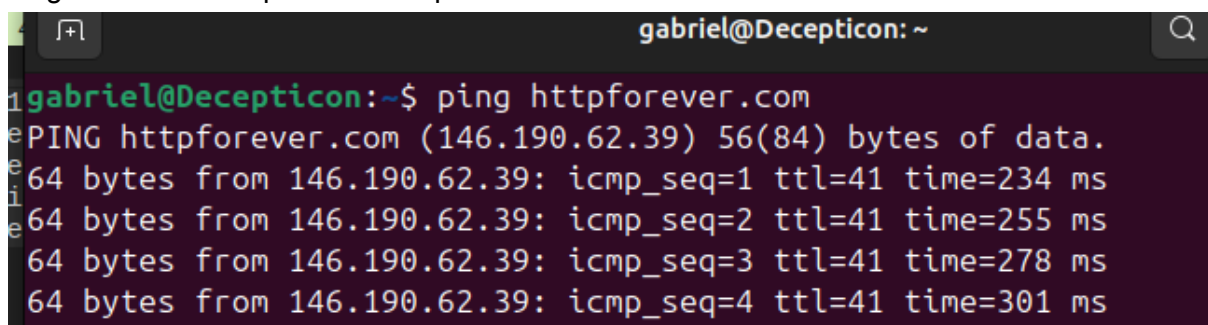 gabriel@Decepticon: ~
gabriel@Decepticon:~$ ping httpforever.com
PING httpforever.com (146.190.62.39) 56(84) bytes of data.
64 bytes from 146.190.62.39: icmp_seq=1 ttl=41 time=234 ms
64 bytes from 146.190.62.39: icmp_seq=2 ttl=41 time=255 ms
64 bytes from 146.190.62.39: icmp_seq=3 ttl=41 time=278 ms
64 bytes from 146.190.62.39: icmp_seq=4 ttl=41 time=301 ms